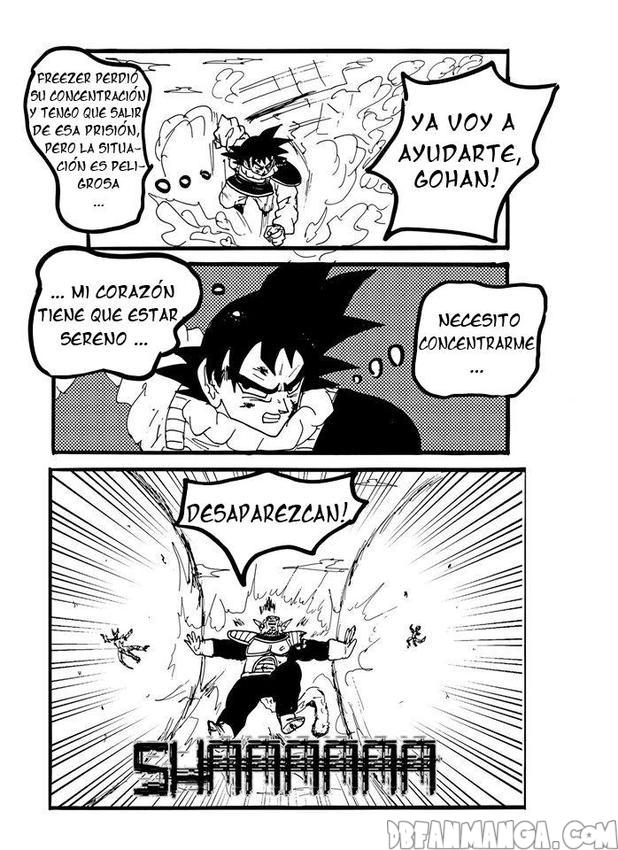 FREEZER PERDIÓ
SU CONCENTRACIÓN
Y TENGO QUE SALIR
DE ESA PRISIÓN,
PERO LA SITUA-
CIÓN ES PELI-
GROSA
...
YA VOY A
AYUDARTE,
GOHAN!
... MI CORAZÓN
TIENE QUE ESTAR
SERENO ...
NECESITO
CONCENTRARME
...
DESAPAREZCAN!
SHAAAAAAA
DBFANMANGA.COM